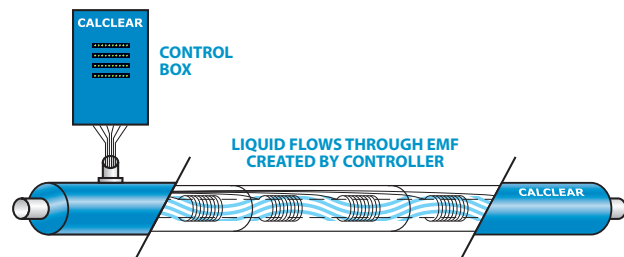 CALCLEAR
CONTROL
BOX
LIQUID FLOWS THROUGH EMF
CREATED BY CONTROLLER
CALCLEAR